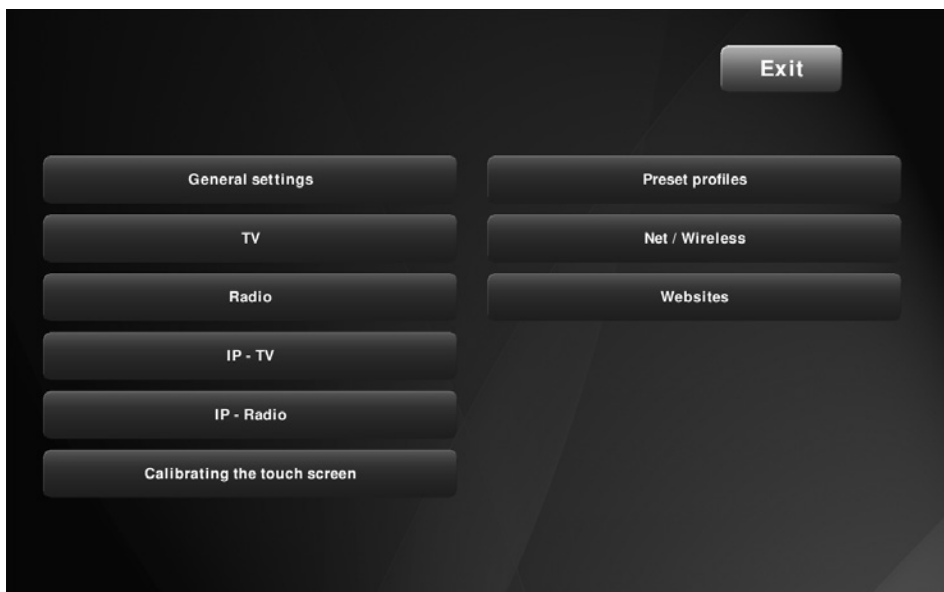 Exit
General settings
Preset profiles
TV
Net / Wireless
Radio
Websites
IP - TV
IP - Radio
Calibrating the touch screen